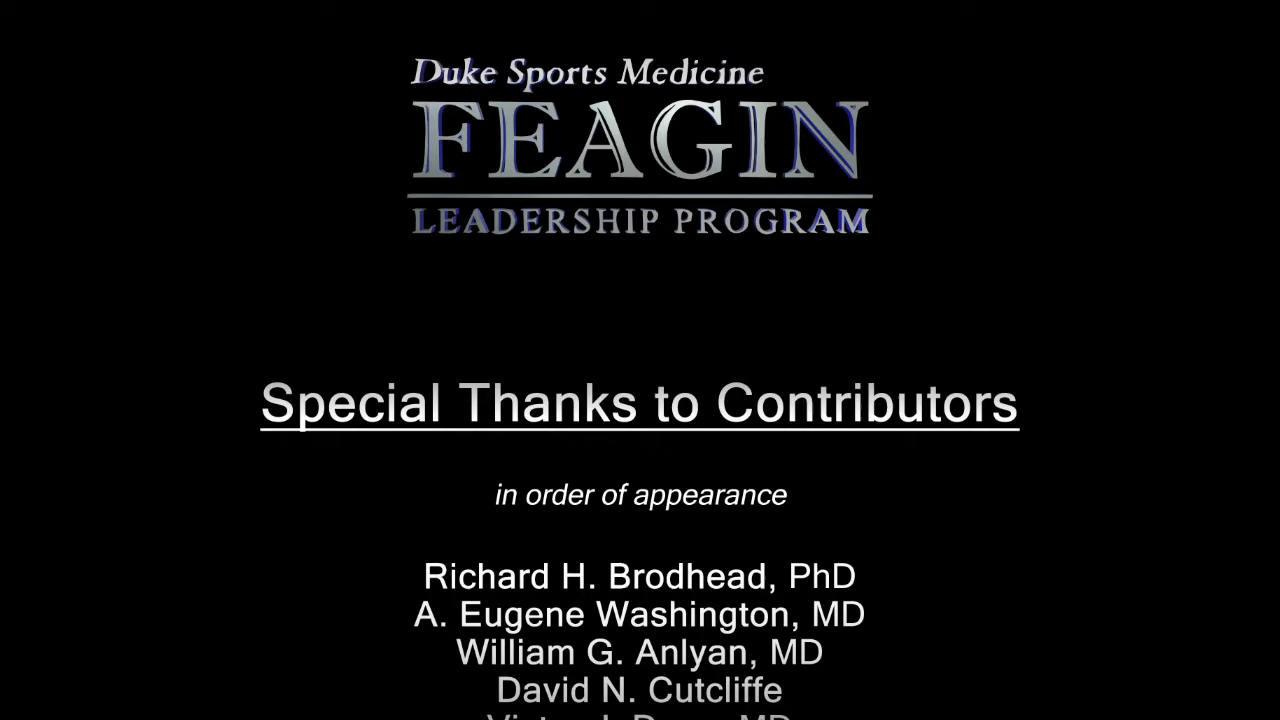 Duke Sports Medicine
FEAGIN
LEADERSHIP PROGRAM
Special Thanks to Contributors
in order of appearance
Richard H. Brodhead, PhD
A. Eugene Washington, MD
William G. Anlyan, MD
David N. Cutcliffe